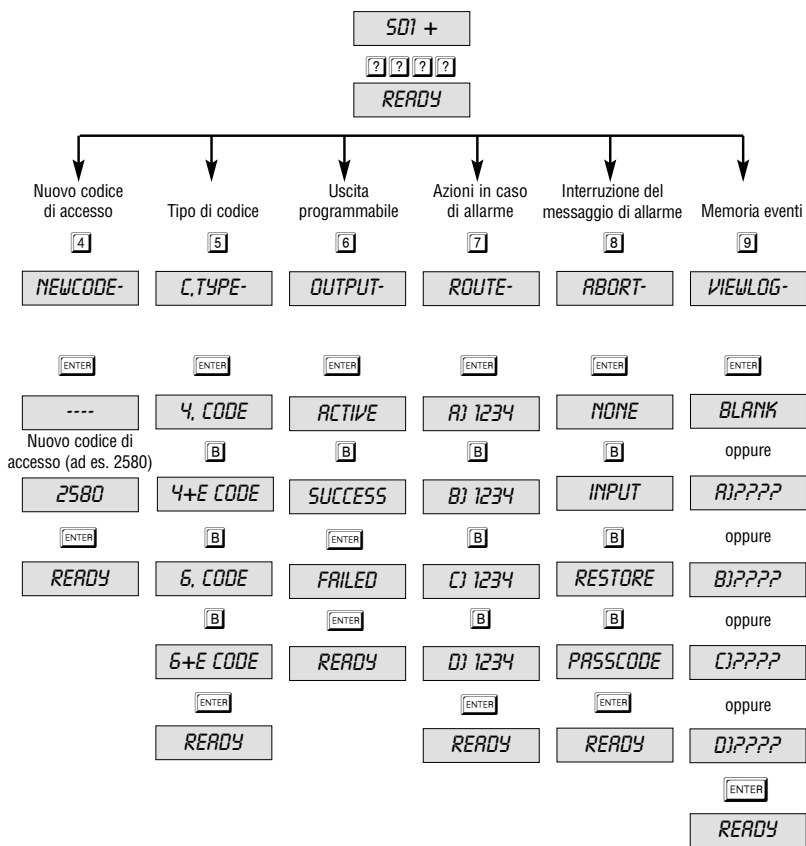 SD1 +
? ? ? ?
READY
Nuovo codice
di accesso
Tipo di codice
Uscita
programmabile
Azioni in caso
di allarme
Interruzione del
messaggio di allarme
Memoria eventi
4 5 6 7 8 9
NEWCODE- C,TYPE- OUTPUT- ROUTE- ABORT- VIEWLOG-
ENTER ENTER ENTER ENTER ENTER ENTER
---- 4, CODE ACTIVE A) 1234 NONE BLANK
Nuovo codice di
accesso (ad es. 2580)
B B B B oppure
2580 4+E CODE SUCCESS B) 1234 INPUT A)????
ENTER B ENTER B B oppure
READY 6, CODE FAILED C) 1234 RESTORE B)????
B ENTER B B oppure
6+E CODE READY D) 1234 PASSCODE C)????
ENTER ENTER ENTER oppure
READY READY READY D)????
ENTER
READY